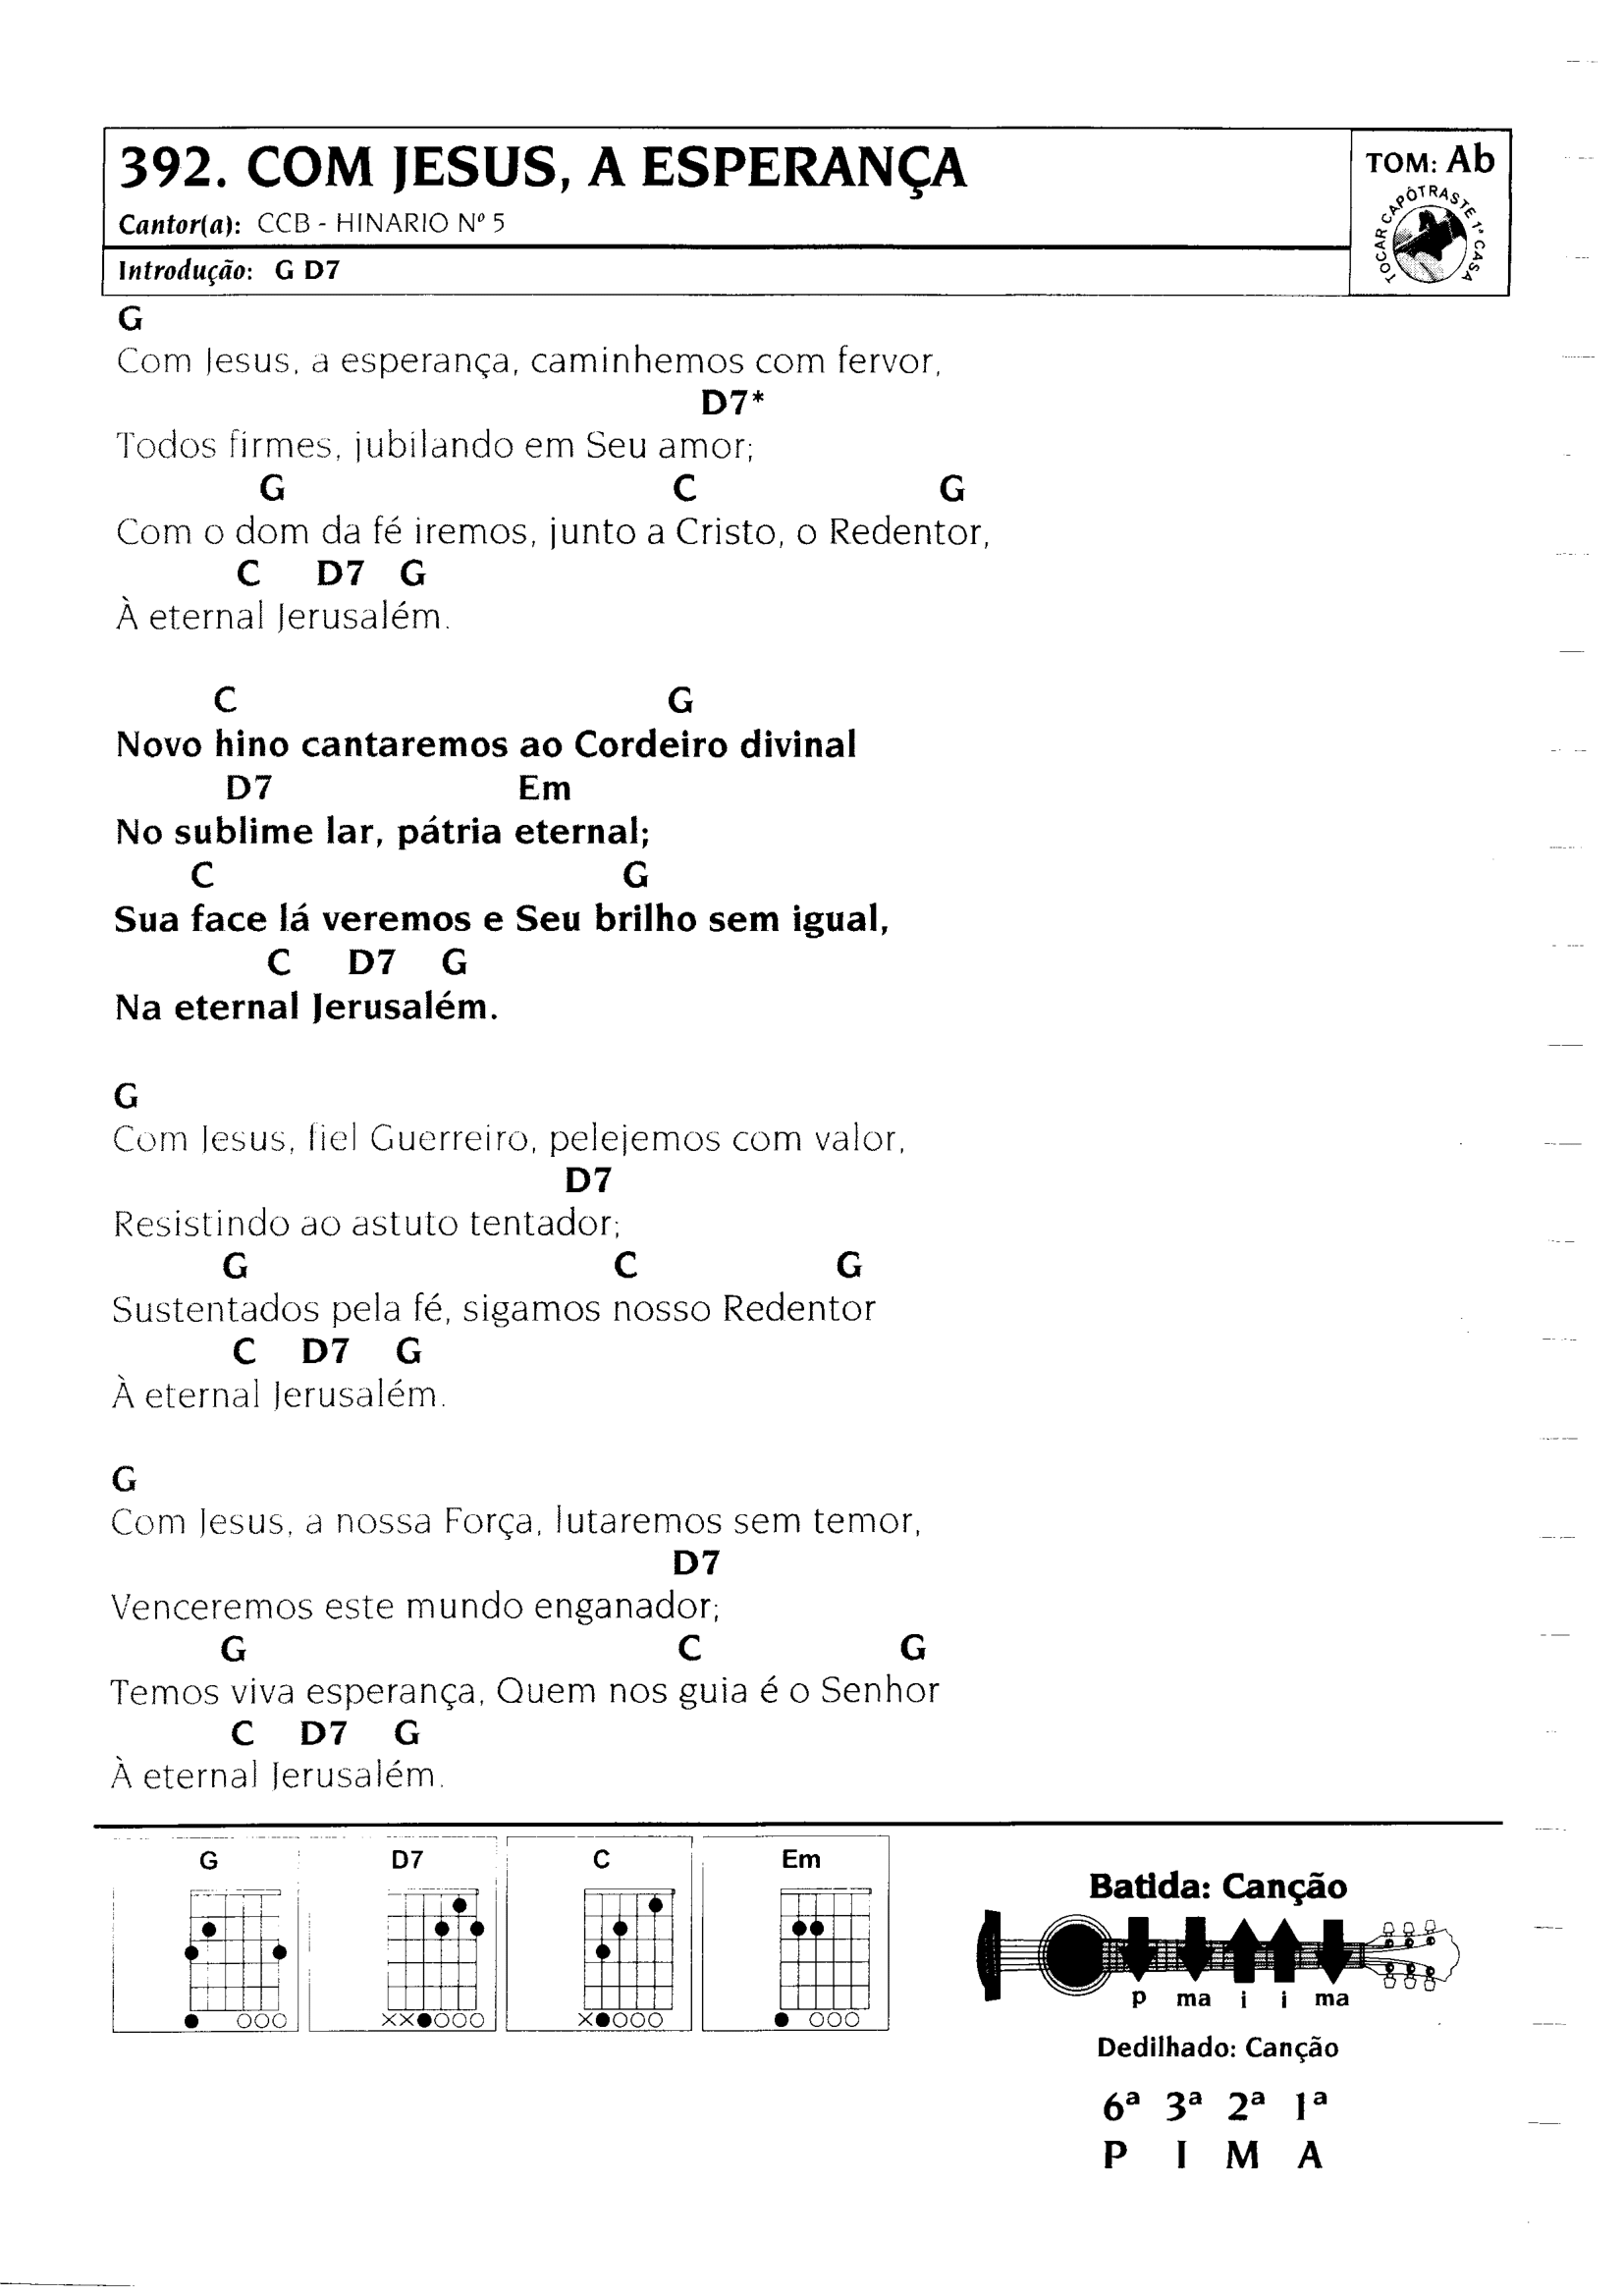 392. COM JESUS, A ESPERANÇA
TOM: Ab
Cantor(a): CCB - HINARIO Nº 5
TOCAR CAPÓTRASTE 1ª CASA
Introdução: G D7
G
Com Jesus, a esperança, caminhemos com fervor,
D7*
Todos firmes, jubilando em Seu amor;
G C G
Com o dom da fé iremos, junto a Cristo, o Redentor,
C D7 G
À eternal Jerusalém.
C G
Novo hino cantaremos ao Cordeiro divinal
D7 Em
No sublime lar, pátria eternal;
C G
Sua face lá veremos e Seu brilho sem igual,
C D7 G
Na eternal Jerusalém.
G
Com Jesus, fiel Guerreiro, pelejemos com valor,
D7
Resistindo ao astuto tentador;
G C G
Sustentados pela fé, sigamos nosso Redentor
C D7 G
À eternal Jerusalém.
G
Com Jesus, a nossa Força, lutaremos sem temor,
D7
Venceremos este mundo enganador;
G C G
Temos viva esperança, Quem nos guia é o Senhor
C D7 G
À eternal Jerusalém.
G D7 C Em
Batida: Canção
p ma i i ma
Dedilhado: Canção
6ª 3ª 2ª 1ª
P I M A